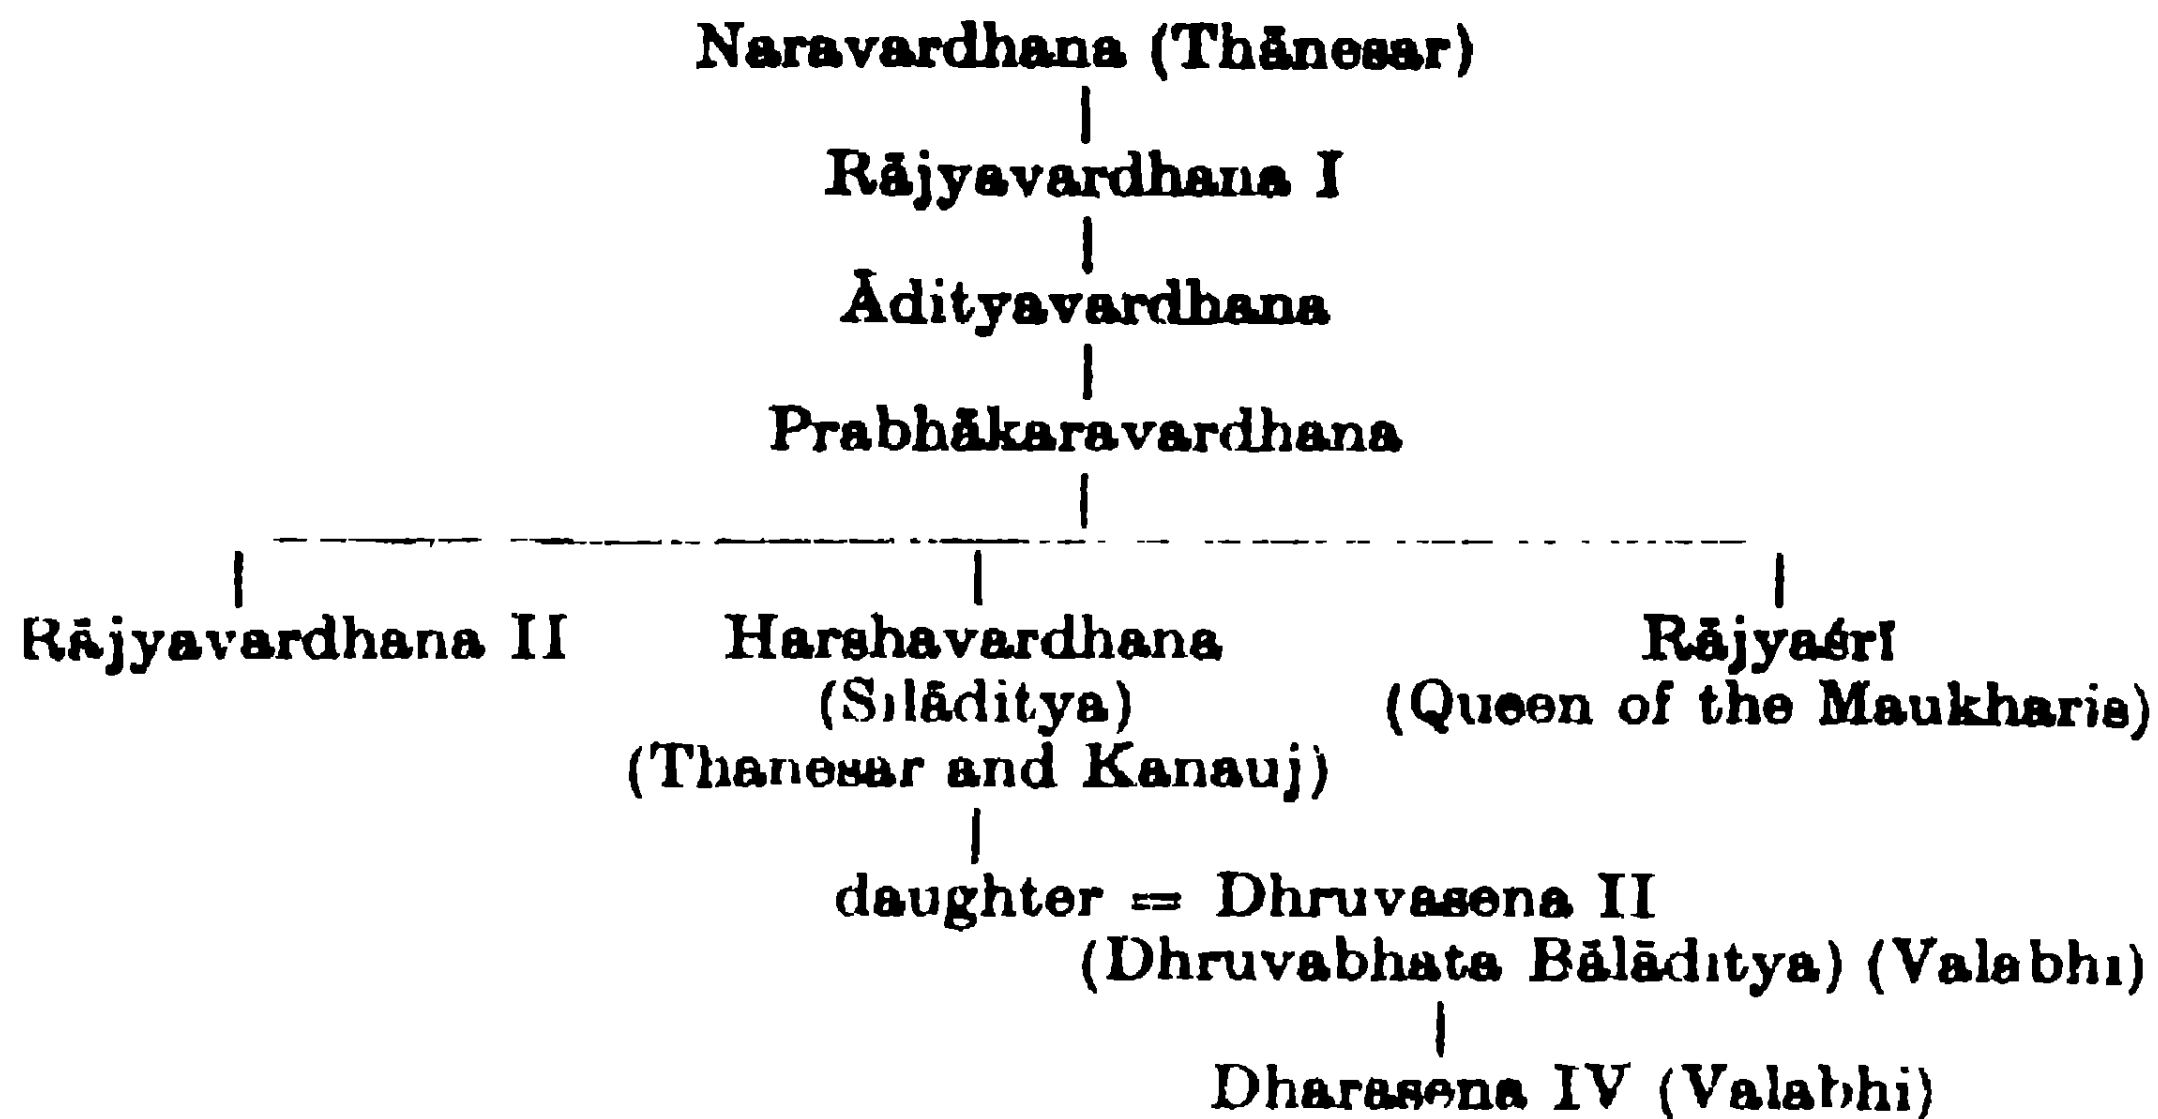 Naravardhana (Thānesar)
Rājyavardhana I
Ādityavardhana
Prabhākaravardhana
Rājyavardhana II Harshavardhana Rājyaśrī
(Silāditya) (Queen of the Maukharis)
(Thanesar and Kanauj)
daughter = Dhruvasena II
(Dhruvabhata Bālāditya) (Valabhi)
Dharasena IV (Valabhi)